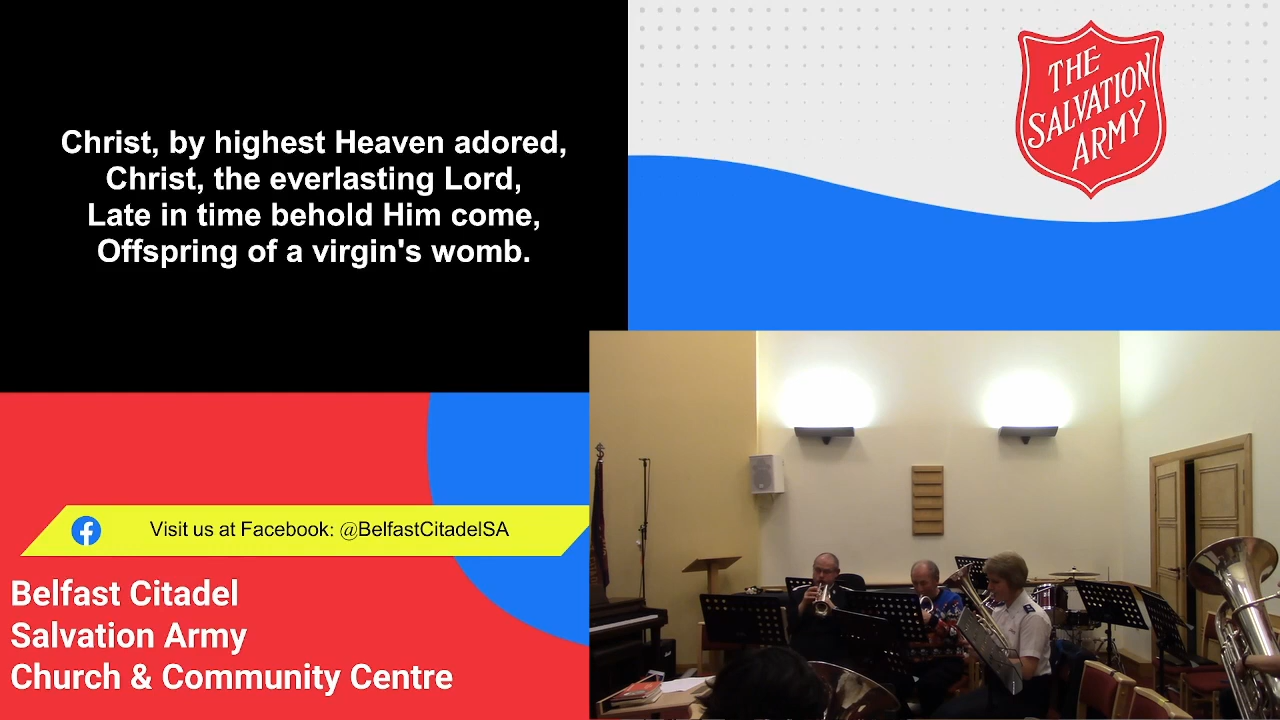 Christ, by highest Heaven adored,
Christ, the everlasting Lord,
Late in time behold Him come,
Offspring of a virgin's womb.
THE
SALVATION
ARMY
Visit us at Facebook: @BelfastCitadelSA
Belfast Citadel
Salvation Army
Church & Community Centre